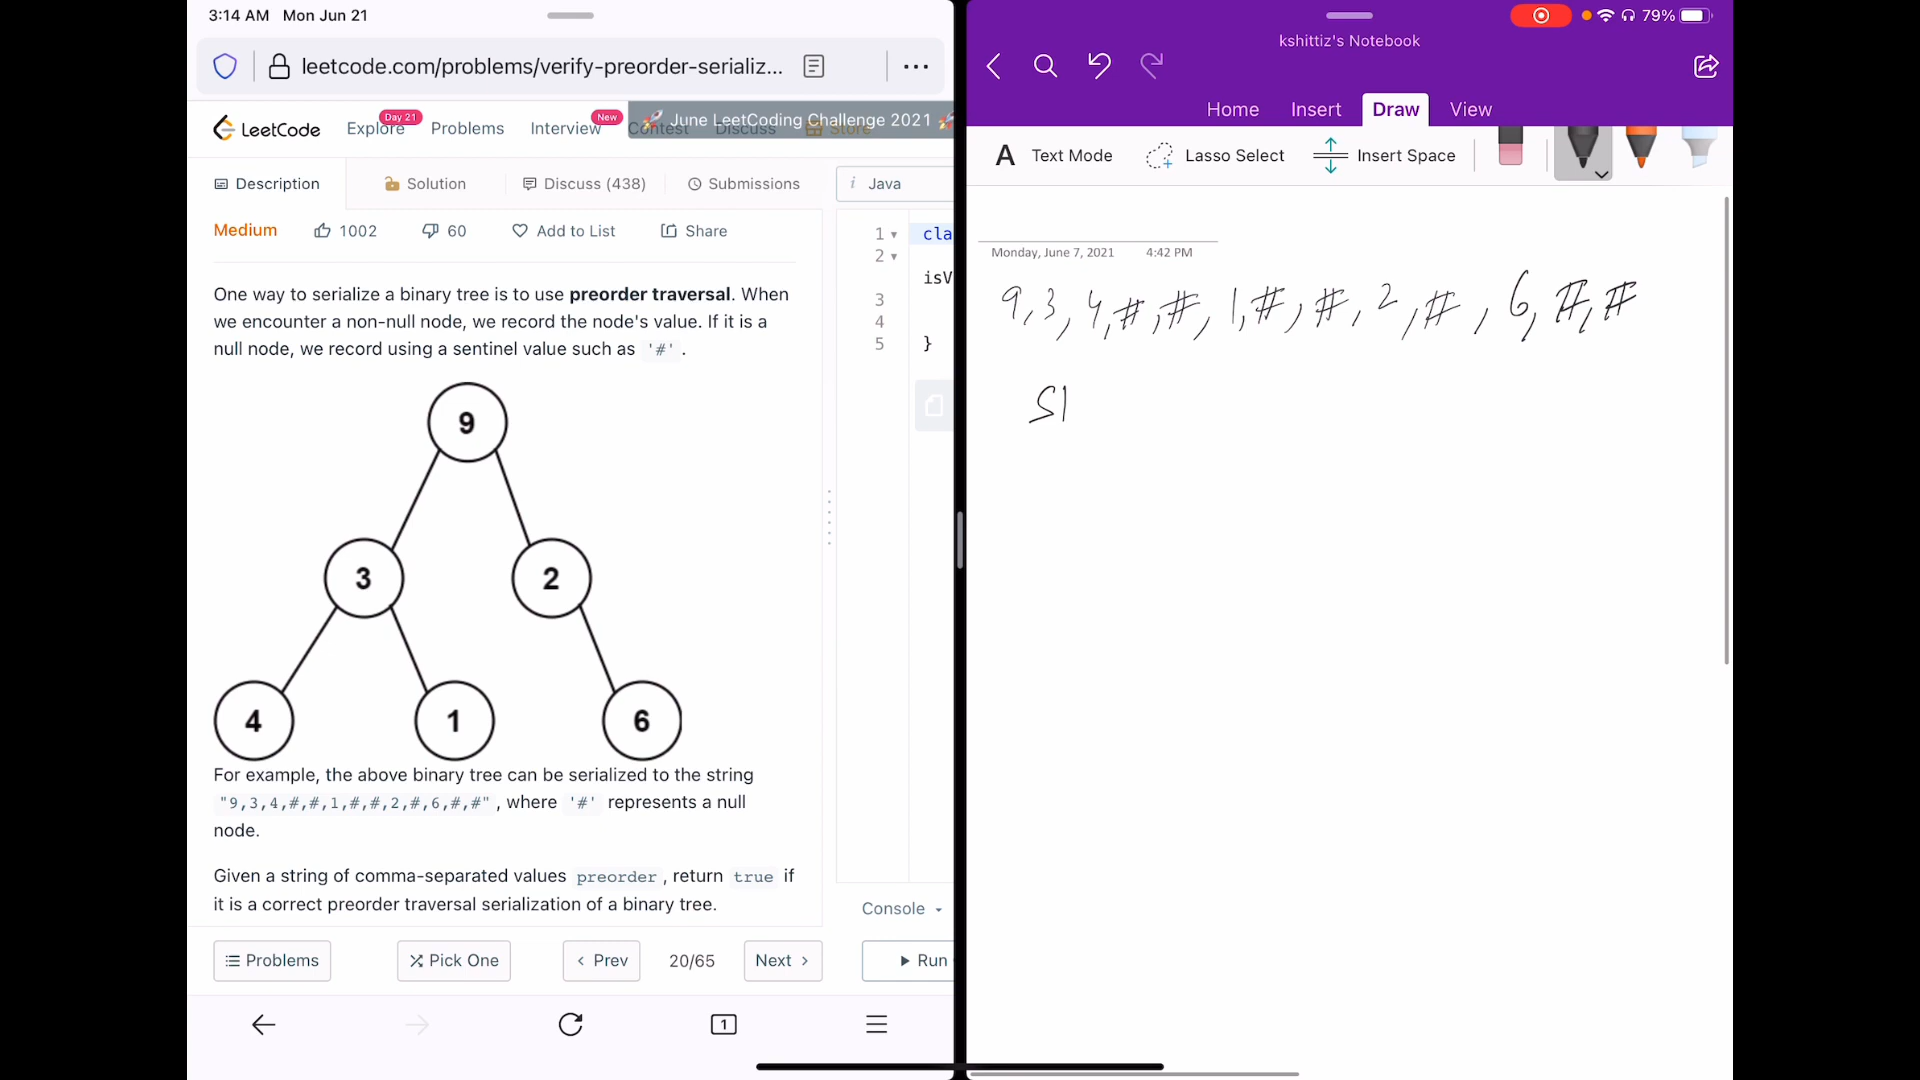 3:14 AM Mon Jun 21
79%
leetcode.com/problems/verify-preorder-serializ...
LeetCode
Explore
Day 21
Problems
Interview
New
Contest
Discuss
Store
June LeetCoding Challenge 2021
Description
Solution
Discuss (438)
Submissions
i Java
Medium
1002
60
Add to List
Share
One way to serialize a binary tree is to use preorder traversal. When
we encounter a non-null node, we record the node's value. If it is a
null node, we record using a sentinel value such as '#'.
9
3
2
4
1
6
For example, the above binary tree can be serialized to the string
"9,3,4,#,#,1,#,#,2,#,6,#,#", where '#' represents a null
node.
Given a string of comma-separated values preorder, return true if
it is a correct preorder traversal serialization of a binary tree.
1 cla
2
isV
3
4
5 }
Console
Problems
Pick One
Prev
20/65
Next
Run
1
kshittiz's Notebook
Home
Insert
Draw
View
A Text Mode
Lasso Select
Insert Space
Monday, June 7, 2021 4:42 PM
9,3,4,#,#,1,#,#,2,#,6,#,#